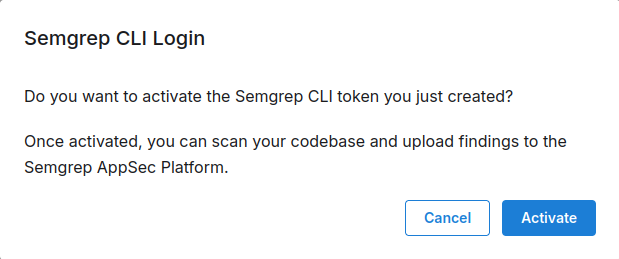 Semgrep CLI Login
Do you want to activate the Semgrep CLI token you just created?
Once activated, you can scan your codebase and upload findings to the
Semgrep AppSec Platform.
Cancel
Activate